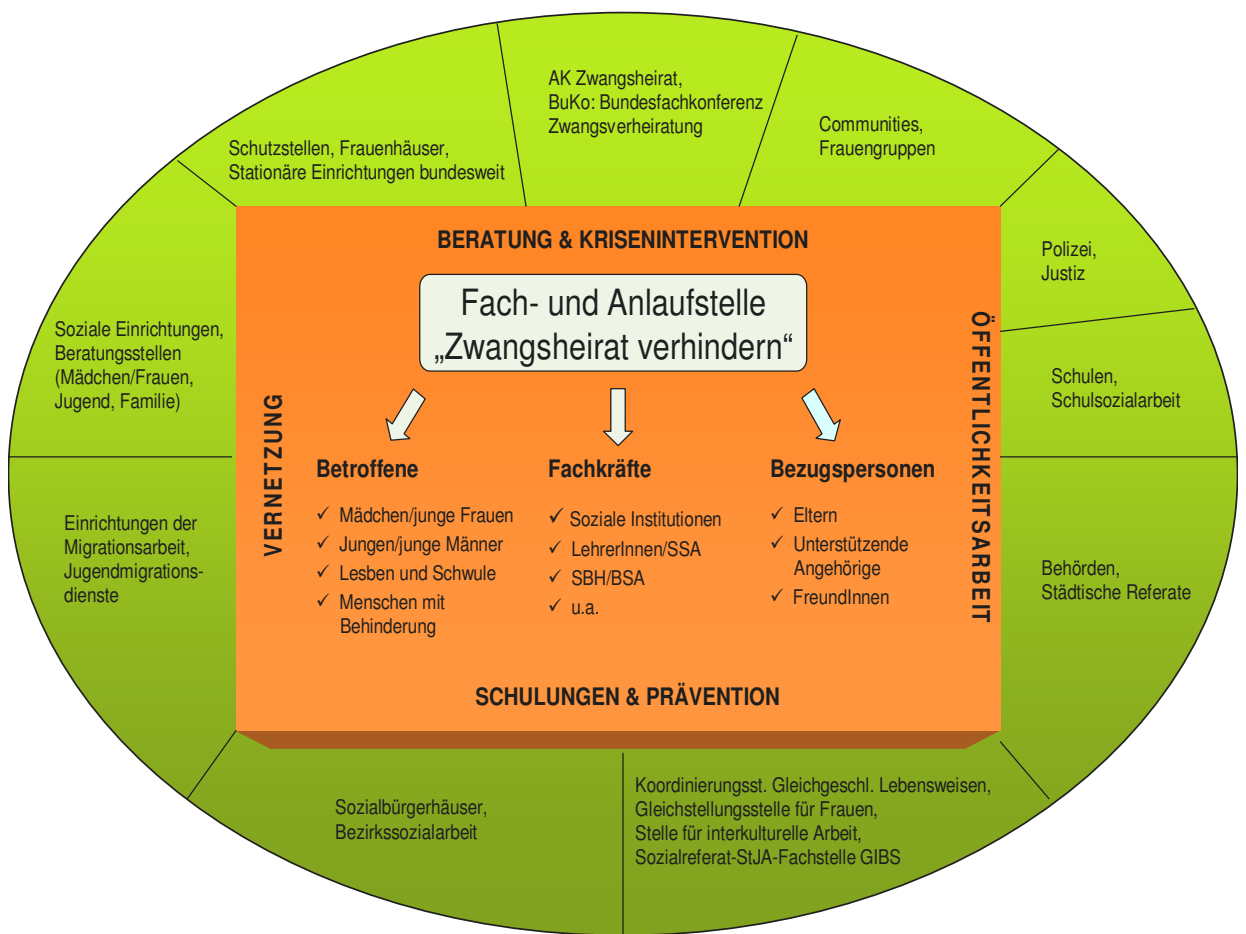 AK Zwangsheirat,
BuKo: Bundesfachkonferenz
Zwangsverheiratung
Communities,
Frauengruppen
Schutzstellen, Frauenhäuser,
Stationäre Einrichtungen bundesweit
Polizei,
Justiz
Soziale Einrichtungen,
Beratungsstellen
(Mädchen/Frauen,
Jugend, Familie)
Schulen,
Schulsozialarbeit
Einrichtungen der
Migrationsarbeit,
Jugendmigrations-
dienste
Behörden,
Städtische Referate
Sozialbürgerhäuser,
Bezirkssozialarbeit
Koordinierungsst. Gleichgeschl. Lebensweisen,
Gleichstellungsstelle für Frauen,
Stelle für interkulturelle Arbeit,
Sozialreferat-StJA-Fachstelle GIBS
BERATUNG & KRISENINTERVENTION
Fach- und Anlaufstelle
„Zwangsheirat verhindern“
VERNETZUNG
ÖFFENTLICHKEITSARBEIT
Betroffene
✓ Mädchen/junge Frauen
✓ Jungen/junge Männer
✓ Lesben und Schwule
✓ Menschen mit
Behinderung
Fachkräfte
✓ Soziale Institutionen
✓ LehrerInnen/SSA
✓ SBH/BSA
✓ u.a.
Bezugspersonen
✓ Eltern
✓ Unterstützende
Angehörige
✓ FreundInnen
SCHULUNGEN & PRÄVENTION